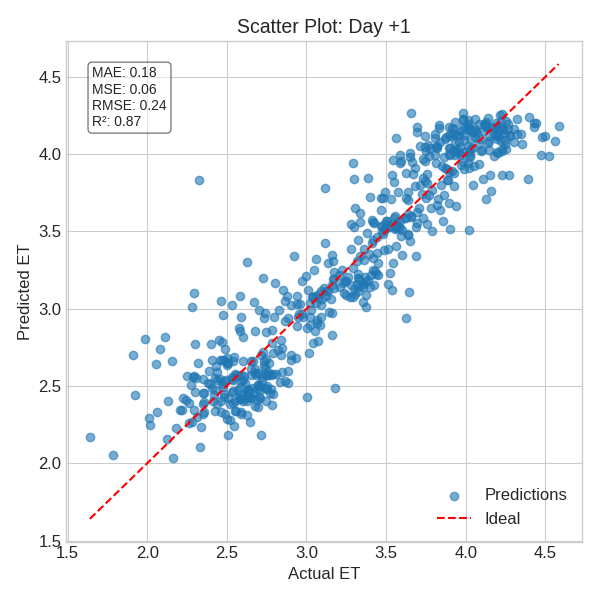 Scatter Plot: Day +1
MAE: 0.18
MSE: 0.06
RMSE: 0.24
R²: 0.87
4.5
4.0
3.5
3.0
2.5
2.0
1.5
Predicted ET
Predictions
Ideal
1.5 2.0 2.5 3.0 3.5 4.0 4.5
Actual ET